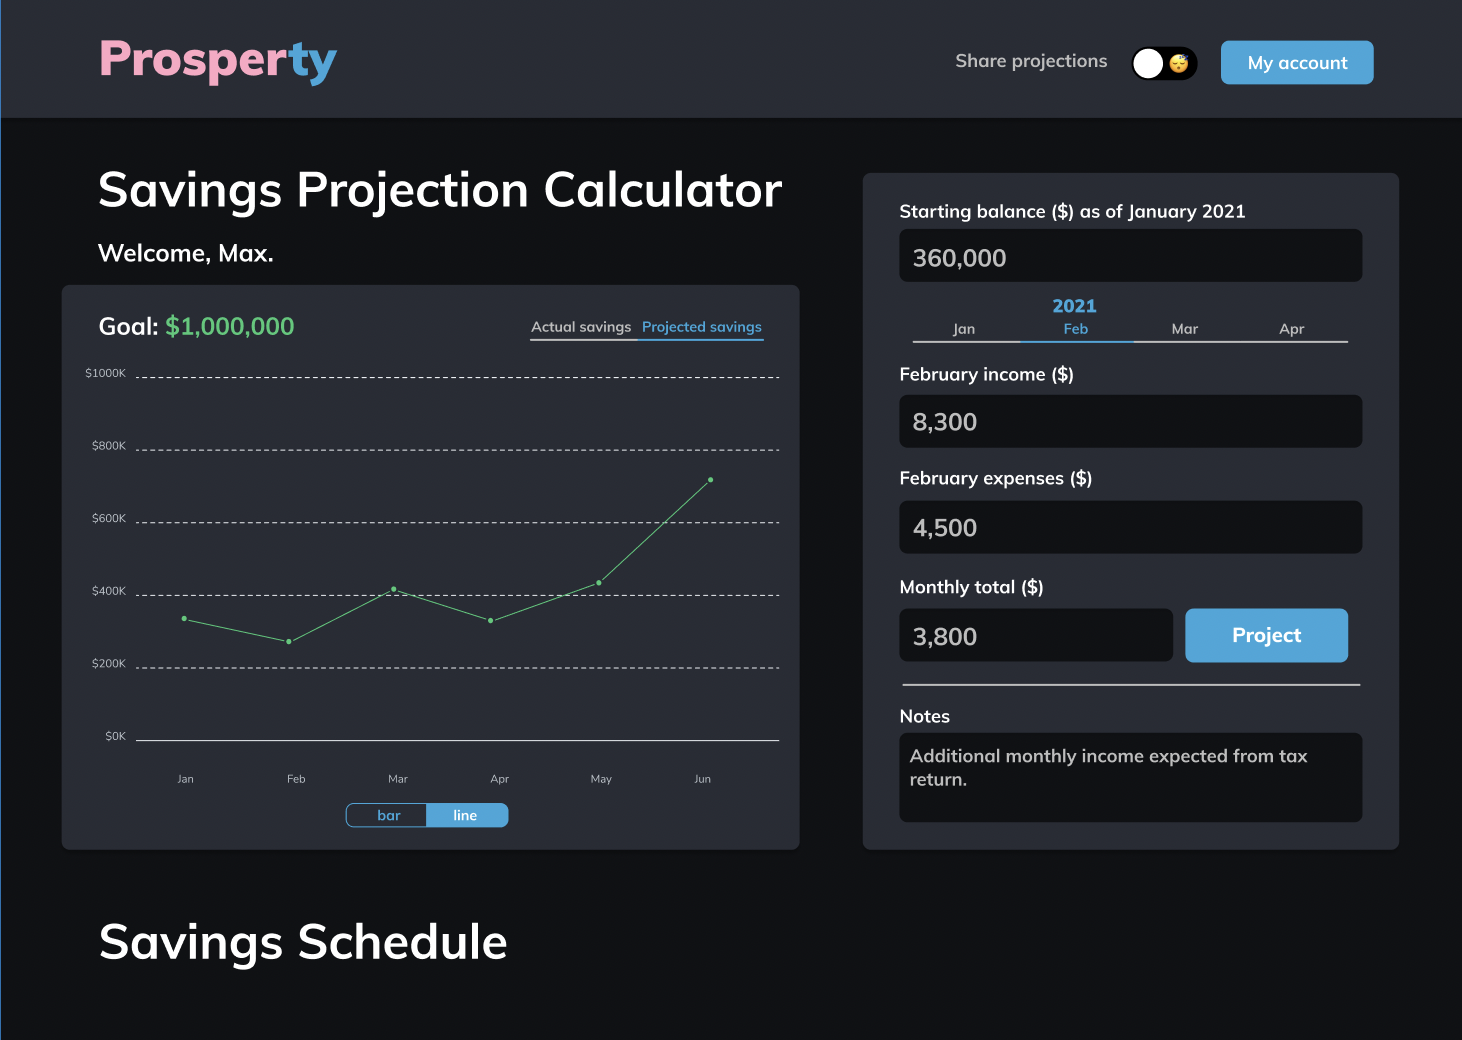 Prosperty
Share projections
My account
Savings Projection Calculator
Welcome, Max.
Goal: $1,000,000
Actual savings Projected savings
$1000K
$800K
$600K
$400K
$200K
$0K
Jan Feb Mar Apr May Jun
bar line
Starting balance ($) as of January 2021
360,000
2021
Jan Feb Mar Apr
February income ($)
8,300
February expenses ($)
4,500
Monthly total ($)
3,800
Project
Notes
Additional monthly income expected from tax
return.
Savings Schedule